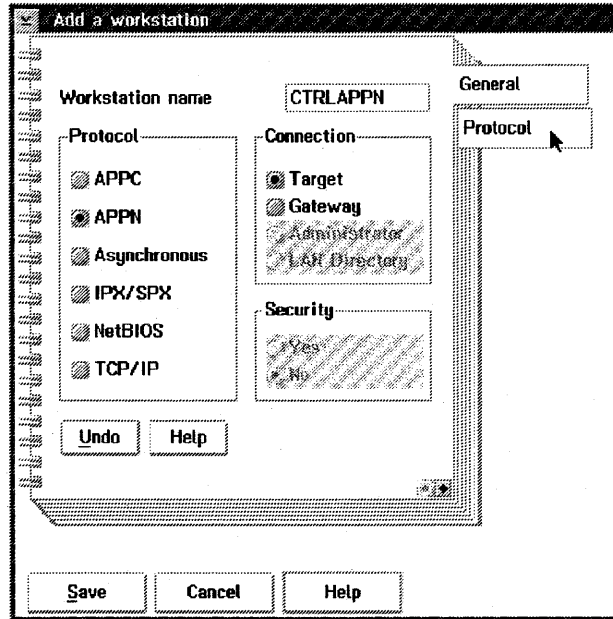 Add a workstation
Workstation name CTRLAPPN
General
Protocol
Protocol
APPC
APPN
Asynchronous
IPX/SPX
NetBIOS
TCP/IP
Connection
Target
Gateway
Administrator
LAN Directory
Security
Yes
No
Undo Help
Save Cancel Help